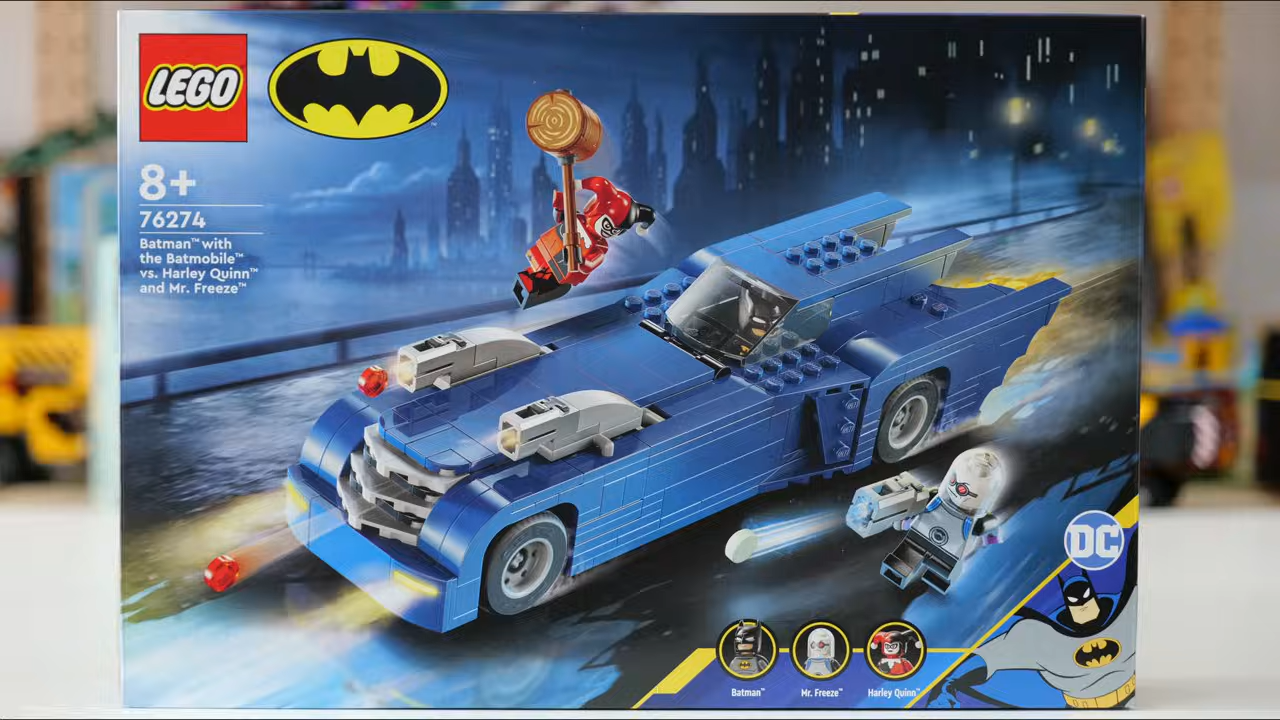 LEGO
8+
76274
Batman™ with
the Batmobile™
vs. Harley Quinn™
and Mr. Freeze™
DC
Batman™
Mr. Freeze™
Harley Quinn™